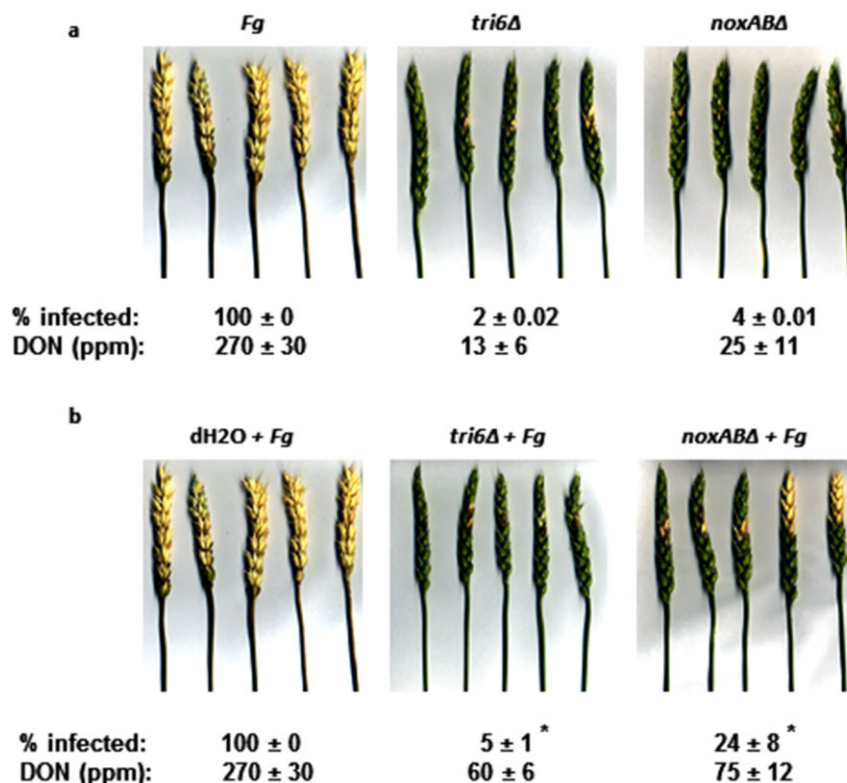 a
Fg tri6Δ noxABΔ
% infected: 100 ± 0 2 ± 0.02 4 ± 0.01
DON (ppm): 270 ± 30 13 ± 6 25 ± 11
b
dH2O + Fg tri6Δ + Fg noxABΔ + Fg
% infected: 100 ± 0 5 ± 1 * 24 ± 8 *
DON (ppm): 270 ± 30 60 ± 6 75 ± 12